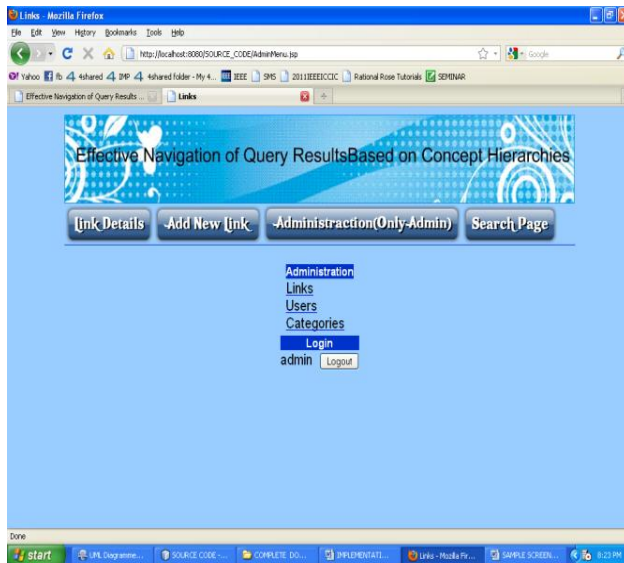 Links - Mozilla Firefox
File Edit View History Bookmarks Tools Help
http://localhost:8080/SOURCE_CODE/AdminMenu.jsp
Google
Yahoo fb 4shared IMP 4shared folder - My 4... IEEE SMS 2011IEEEICCIC Rational Rose Tutorials SEMINAR
Effective Navigation of Query Results ... Links
Effective Navigation of Query ResultsBased on Concept Hierarchies
Link Details Add New Link Administraction(Only-Admin) Search Page
Administration
Links
Users
Categories
Login
admin Logout
Done
start UML Diagramme... SOURCE CODE -... COMPLETE DO... IMPLEMENTATI... Links - Mozilla Fir... SAMPLE SCREEN... 8:23 PM